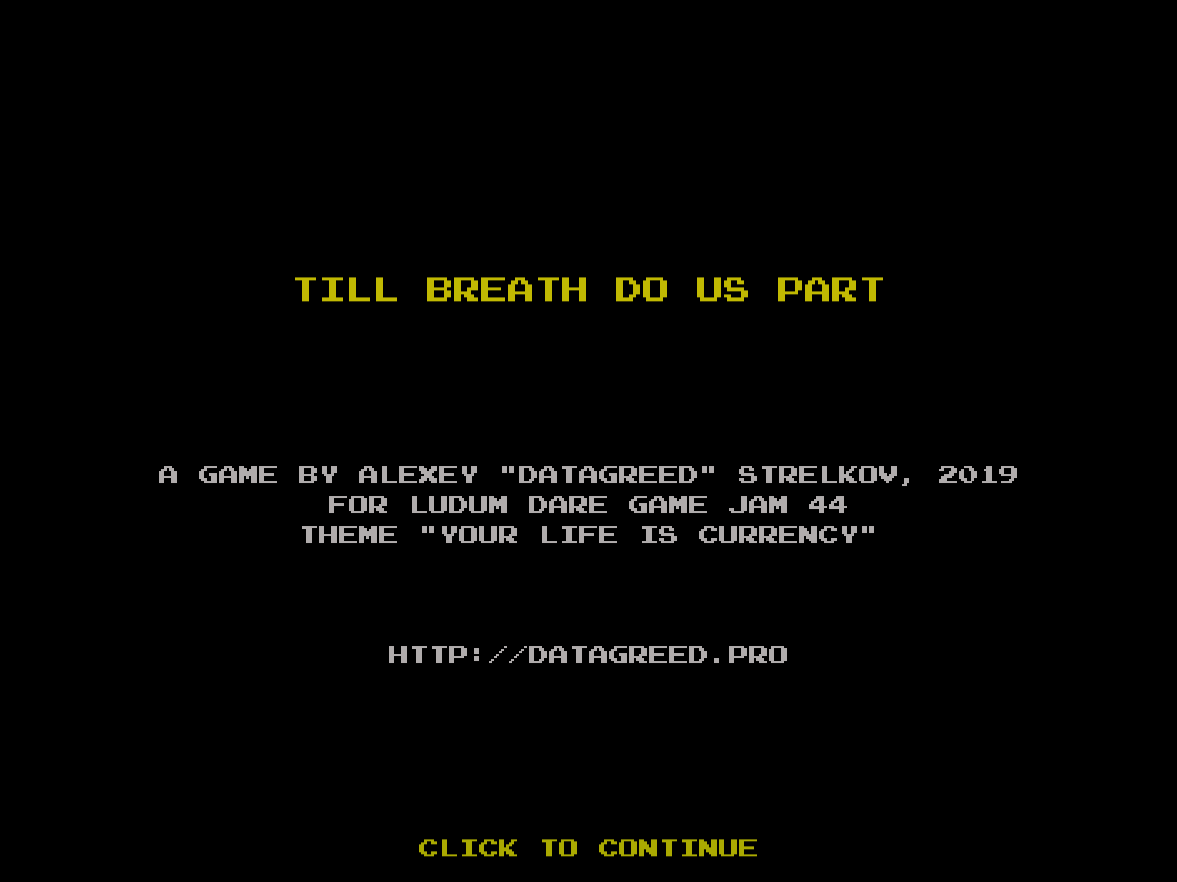 TILL BREATH DO US PART
A GAME BY ALEXEY "DATAGREED" STRELKOV, 2019
FOR LUDUM DARE GAME JAM 44
THEME "YOUR LIFE IS CURRENCY"
HTTP://DATAGREED.PRO
CLICK TO CONTINUE